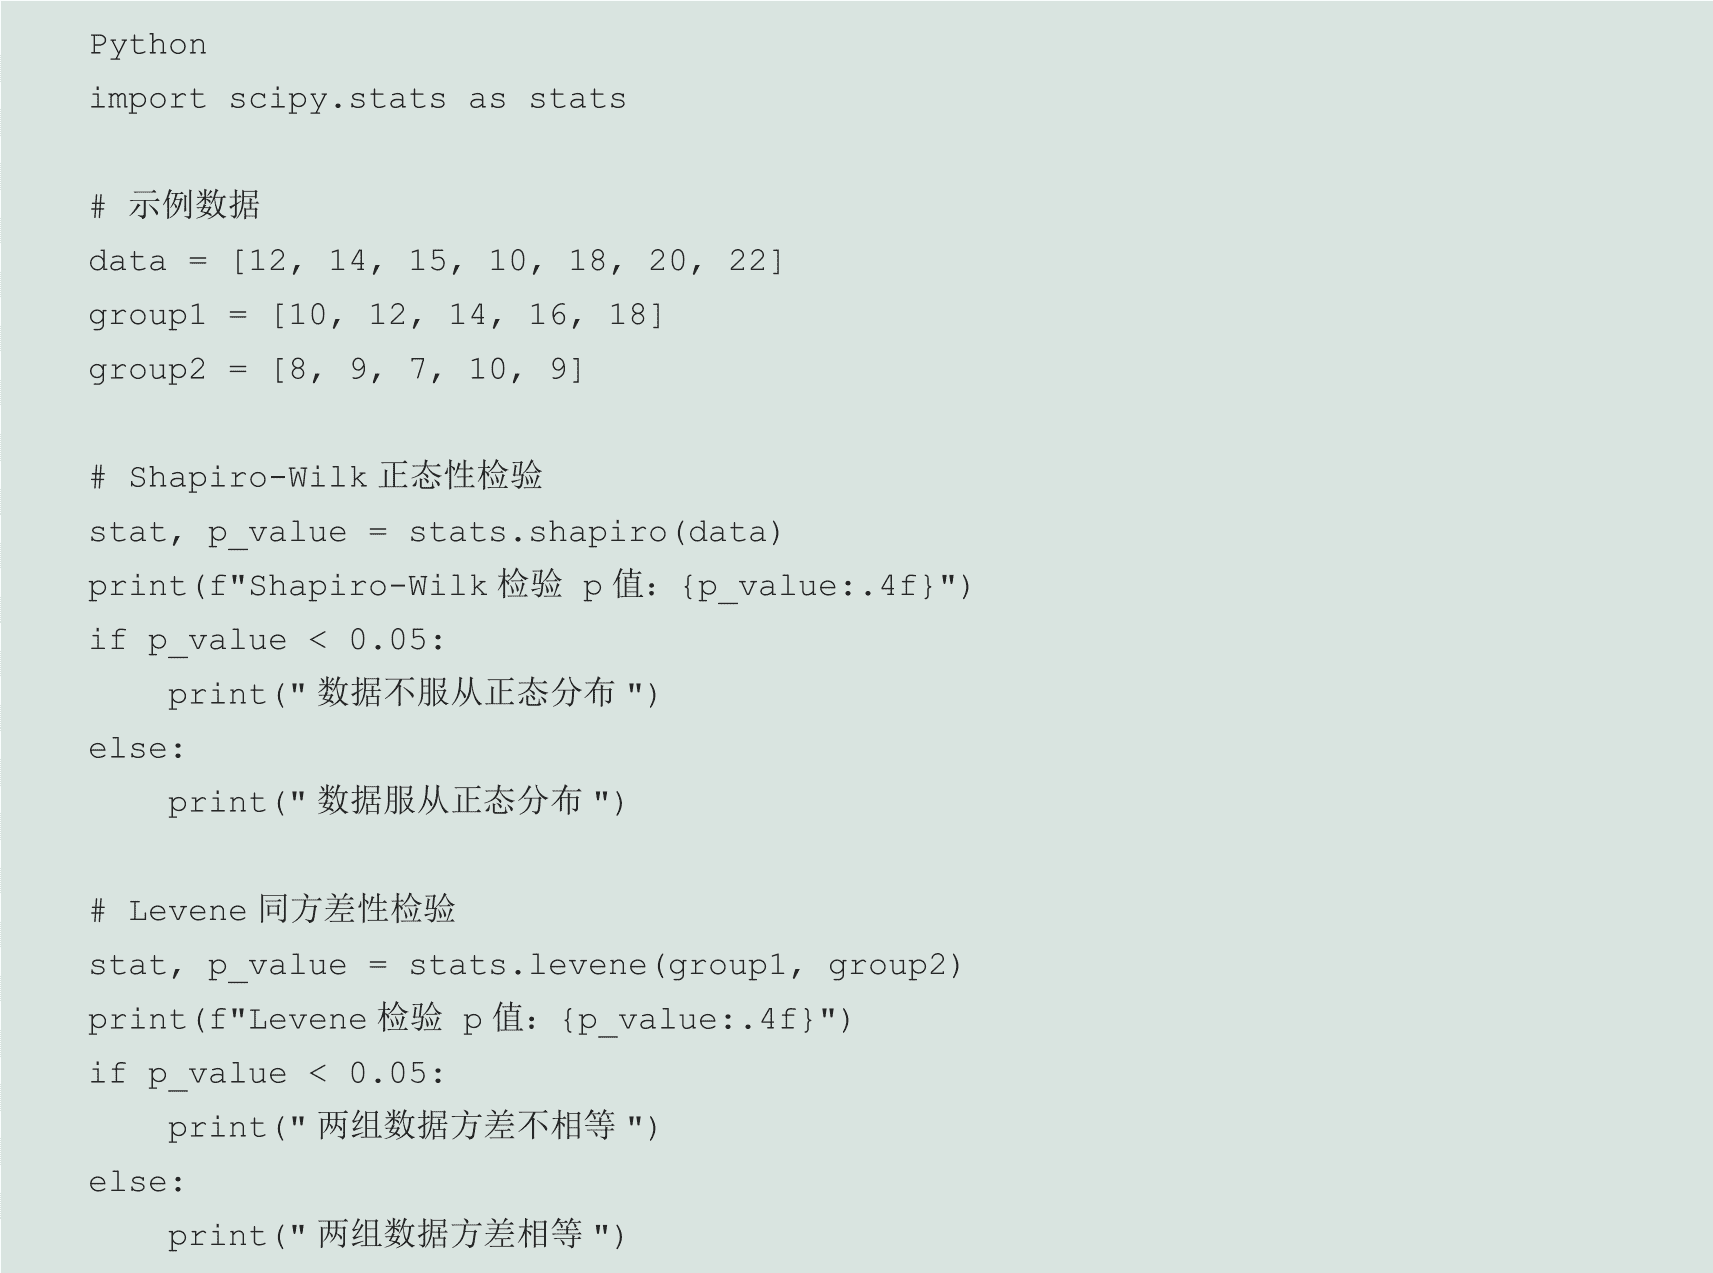 Python
import scipy.stats as stats
# 示例数据
data = [12, 14, 15, 10, 18, 20, 22]
group1 = [10, 12, 14, 16, 18]
group2 = [8, 9, 7, 10, 9]
# Shapiro-Wilk 正态性检验
stat, p_value = stats.shapiro(data)
print(f"Shapiro-Wilk 检验 p 值：{p_value:.4f}")
if p_value < 0.05:
    print(" 数据不服从正态分布 ")
else:
    print(" 数据服从正态分布 ")
# Levene 同方差性检验
stat, p_value = stats.levene(group1, group2)
print(f"Levene 检验 p 值：{p_value:.4f}")
if p_value < 0.05:
    print(" 两组数据方差不相等 ")
else:
    print(" 两组数据方差相等 ")